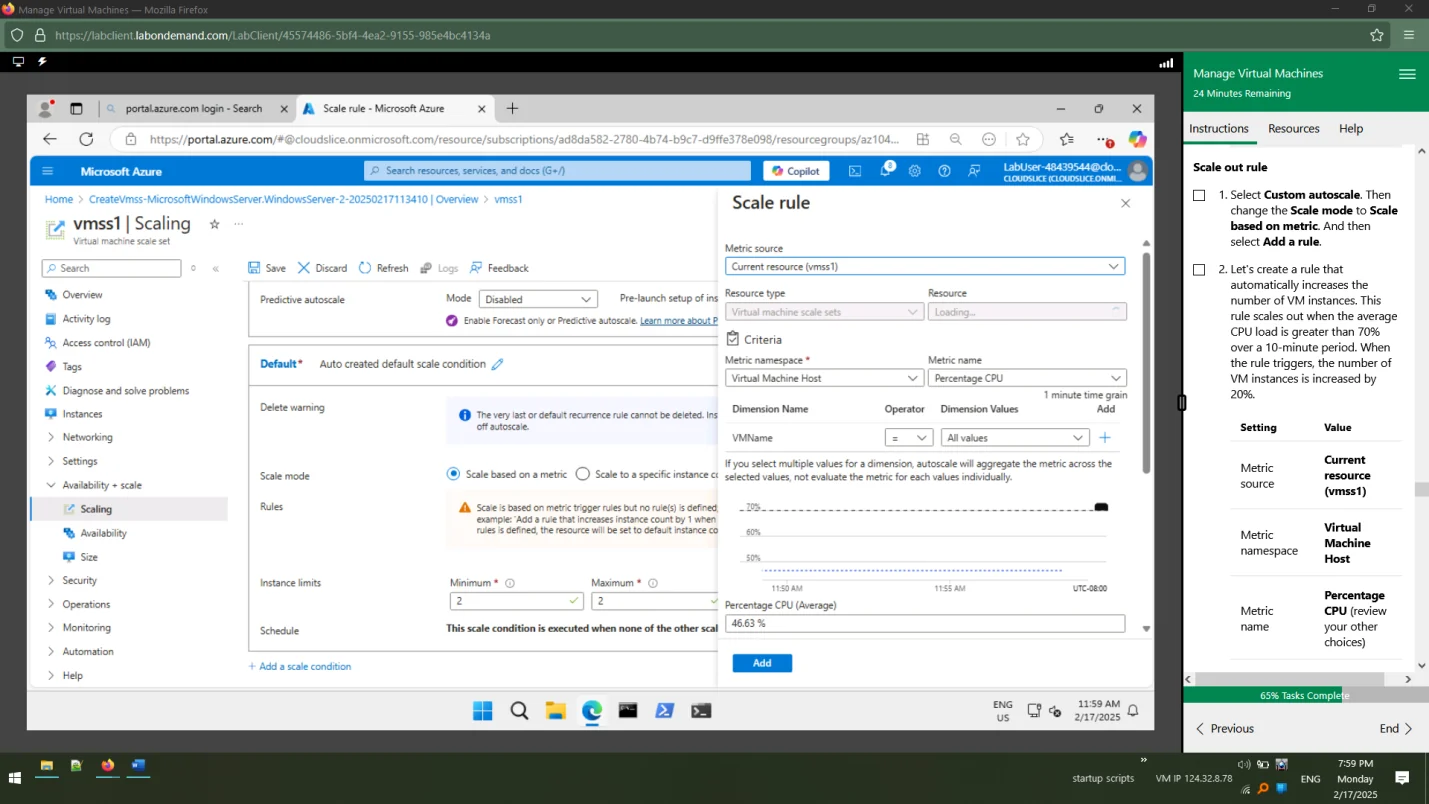 Manage Virtual Machines — Mozilla Firefox
https://labclient.labondemand.com/LabClient/45574486-5bf4-4ea2-9155-985e4bc4134a
portal.azure.com login - Search
Scale rule - Microsoft Azure
https://portal.azure.com/#@cloudslice.onmicrosoft.com/resource/subscriptions/ad8da582-2780-4b74-b9c7-d9ffe378e098/resourcegroups/az104...
Microsoft Azure
Search resources, services, and docs (G+/)
Copilot
8
LabUser-48439544@clo...
CLOUDSLICE (CLOUDSLICE.ONMI...
Home > CreateVmss-MicrosoftWindowsServer.WindowsServer-2-20250217113410 | Overview > vmss1
vmss1 | Scaling
Virtual machine scale set
Search
Overview
Activity log
Access control (IAM)
Tags
Diagnose and solve problems
Instances
Networking
Settings
Availability + scale
Scaling
Availability
Size
Security
Operations
Monitoring
Automation
Help
Save
Discard
Refresh
Logs
Feedback
Predictive autoscale
Mode
Disabled
Pre-launch setup of ins
Enable Forecast only or Predictive autoscale. Learn more about P
Default*
Auto created default scale condition
Delete warning
The very last or default recurrence rule cannot be deleted. Ins
off autoscale.
Scale mode
Scale based on a metric
Scale to a specific instance co
Rules
Scale is based on metric trigger rules but no rule(s) is defined,
example: 'Add a rule that increases instance count by 1 when
rules is defined, the resource will be set to default instance co
Instance limits
Minimum *
2
Maximum *
2
Schedule
This scale condition is executed when none of the other scal
+ Add a scale condition
Scale rule
Metric source
Current resource (vmss1)
Resource type
Resource
Virtual machine scale sets
Loading...
Criteria
Metric namespace *
Metric name
Virtual Machine Host
Percentage CPU
1 minute time grain
Dimension Name
Operator
Dimension Values
Add
VMName
=
All values
If you select multiple values for a dimension, autoscale will aggregate the metric across the
selected values, not evaluate the metric for each values individually.
70%
60%
50%
11:50 AM
11:55 AM
UTC-08:00
Percentage CPU (Average)
46.63 %
Add
ENG
US
11:59 AM
2/17/2025
Manage Virtual Machines
24 Minutes Remaining
Instructions
Resources
Help
Scale out rule
1. Select Custom autoscale. Then
change the Scale mode to Scale
based on metric. And then
select Add a rule.
2. Let's create a rule that
automatically increases the
number of VM instances. This
rule scales out when the average
CPU load is greater than 70%
over a 10-minute period. When
the rule triggers, the number of
VM instances is increased by
20%.
Setting
Value
Metric
source
Current
resource
(vmss1)
Metric
namespace
Virtual
Machine
Host
Metric
name
Percentage
CPU (review
your other
choices)
65% Tasks Complete
Previous
End
startup scripts
VM IP 124.32.8.78
ENG
7:59 PM
Monday
2/17/2025